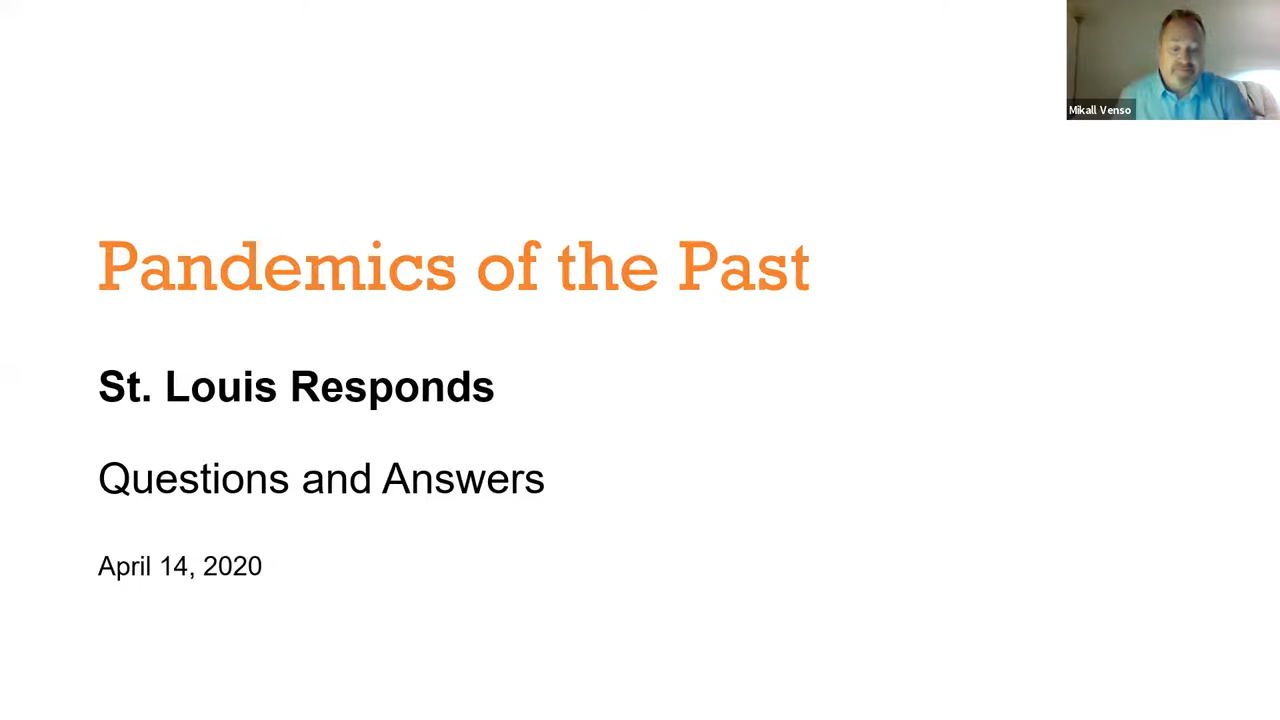 Mikall Venso
Pandemics of the Past
St. Louis Responds
Questions and Answers
April 14, 2020